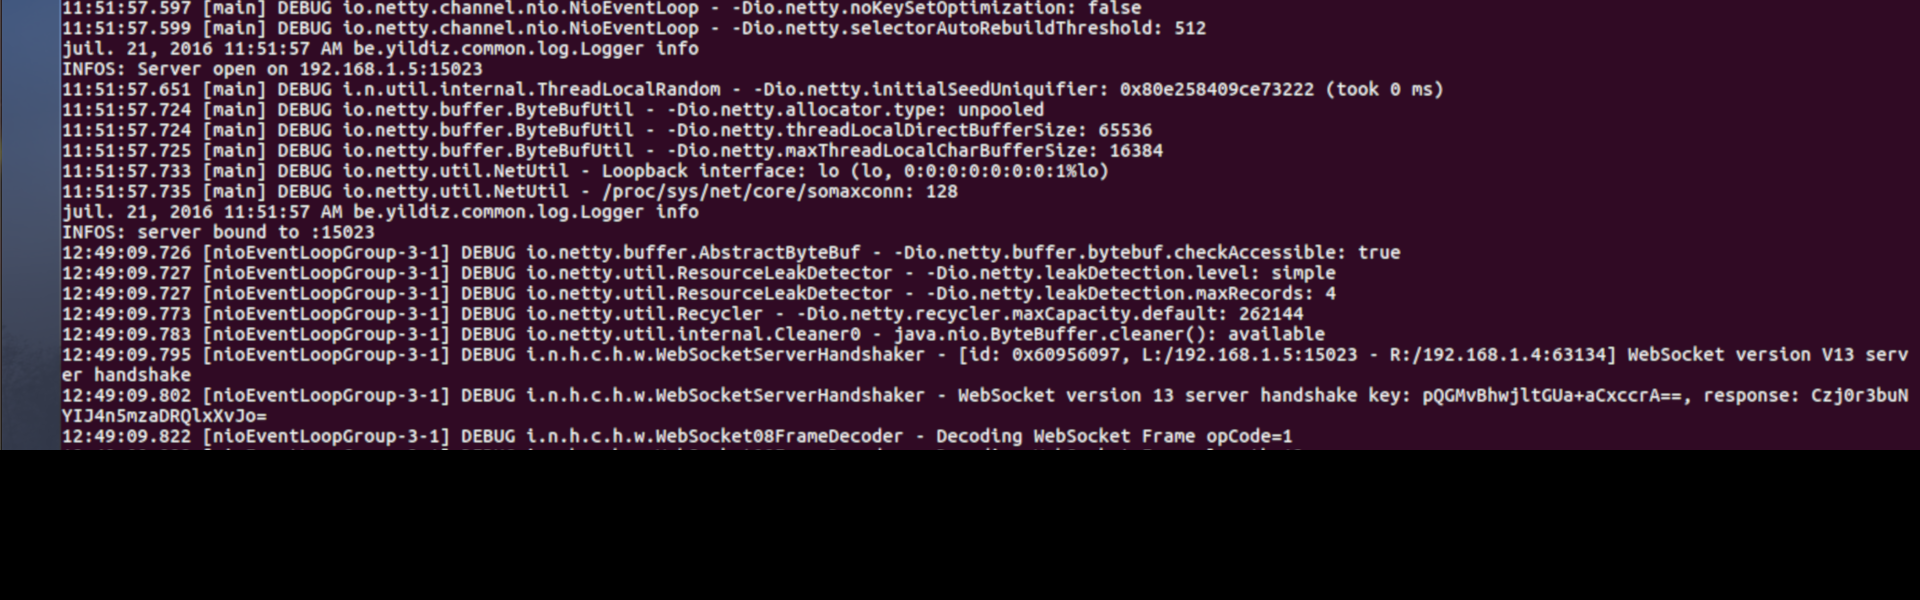 11:51:57.597 [main] DEBUG io.netty.channel.nio.NioEventLoop - -Dio.netty.noKeySetOptimization: false
11:51:57.599 [main] DEBUG io.netty.channel.nio.NioEventLoop - -Dio.netty.selectorAutoRebuildThreshold: 512
juil. 21, 2016 11:51:57 AM be.yildiz.common.log.Logger info
INFOS: Server open on 192.168.1.5:15023
11:51:57.651 [main] DEBUG i.n.util.internal.ThreadLocalRandom - -Dio.netty.initialSeedUniquifier: 0x80e258409ce73222 (took 0 ms)
11:51:57.724 [main] DEBUG io.netty.buffer.ByteBufUtil - -Dio.netty.allocator.type: unpooled
11:51:57.724 [main] DEBUG io.netty.buffer.ByteBufUtil - -Dio.netty.threadLocalDirectBufferSize: 65536
11:51:57.725 [main] DEBUG io.netty.buffer.ByteBufUtil - -Dio.netty.maxThreadLocalCharBufferSize: 16384
11:51:57.733 [main] DEBUG io.netty.util.NetUtil - Loopback interface: lo (lo, 0:0:0:0:0:0:0:1%lo)
11:51:57.735 [main] DEBUG io.netty.util.NetUtil - /proc/sys/net/core/somaxconn: 128
juil. 21, 2016 11:51:57 AM be.yildiz.common.log.Logger info
INFOS: server bound to :15023
12:49:09.726 [nioEventLoopGroup-3-1] DEBUG io.netty.buffer.AbstractByteBuf - -Dio.netty.buffer.bytebuf.checkAccessible: true
12:49:09.727 [nioEventLoopGroup-3-1] DEBUG io.netty.util.ResourceLeakDetector - -Dio.netty.leakDetection.level: simple
12:49:09.727 [nioEventLoopGroup-3-1] DEBUG io.netty.util.ResourceLeakDetector - -Dio.netty.leakDetection.maxRecords: 4
12:49:09.773 [nioEventLoopGroup-3-1] DEBUG io.netty.util.Recycler - -Dio.netty.recycler.maxCapacity.default: 262144
12:49:09.783 [nioEventLoopGroup-3-1] DEBUG io.netty.util.internal.Cleaner0 - java.nio.ByteBuffer.cleaner(): available
12:49:09.795 [nioEventLoopGroup-3-1] DEBUG i.n.h.c.h.w.WebSocketServerHandshaker - [id: 0x60956097, L:/192.168.1.5:15023 - R:/192.168.1.4:63134] WebSocket version V13 serv
er handshake
12:49:09.802 [nioEventLoopGroup-3-1] DEBUG i.n.h.c.h.w.WebSocketServerHandshaker - WebSocket version 13 server handshake key: pQGMvBhwjltGUa+aCxccrA==, response: Czj0r3buN
YIJ4n5mzaDRQlxXvJo=
12:49:09.822 [nioEventLoopGroup-3-1] DEBUG i.n.h.c.h.w.WebSocket08FrameDecoder - Decoding WebSocket Frame opCode=1